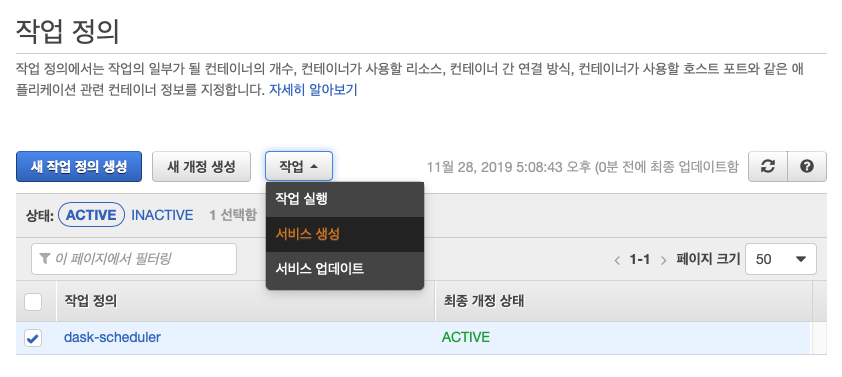 작업 정의
작업 정의에서는 작업의 일부가 될 컨테이너의 개수, 컨테이너가 사용할 리소스, 컨테이너 간 연결 방식, 컨테이너가 사용할 호스트 포트와 같은 애
플리케이션 관련 컨테이너 정보를 지정합니다. 자세히 알아보기
새 작업 정의 생성 새 개정 생성 작업 11월 28, 2019 5:08:43 오후 (0분 전에 최종 업데이트함
작업 실행
상태: ACTIVE INACTIVE 1 선택함
서비스 생성
이 페이지에서 필터링 1-1 페이지 크기 50
서비스 업데이트
작업 정의 최종 개정 상태
dask-scheduler ACTIVE